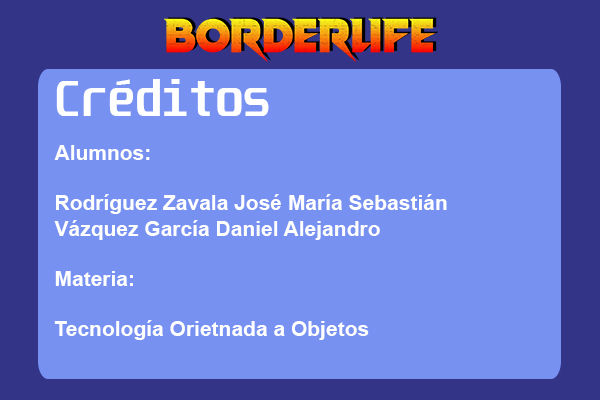 BORDERLIFE
Créditos
Alumnos:
Rodríguez Zavala José María Sebastián
Vázquez García Daniel Alejandro
Materia:
Tecnología Orietnada a Objetos